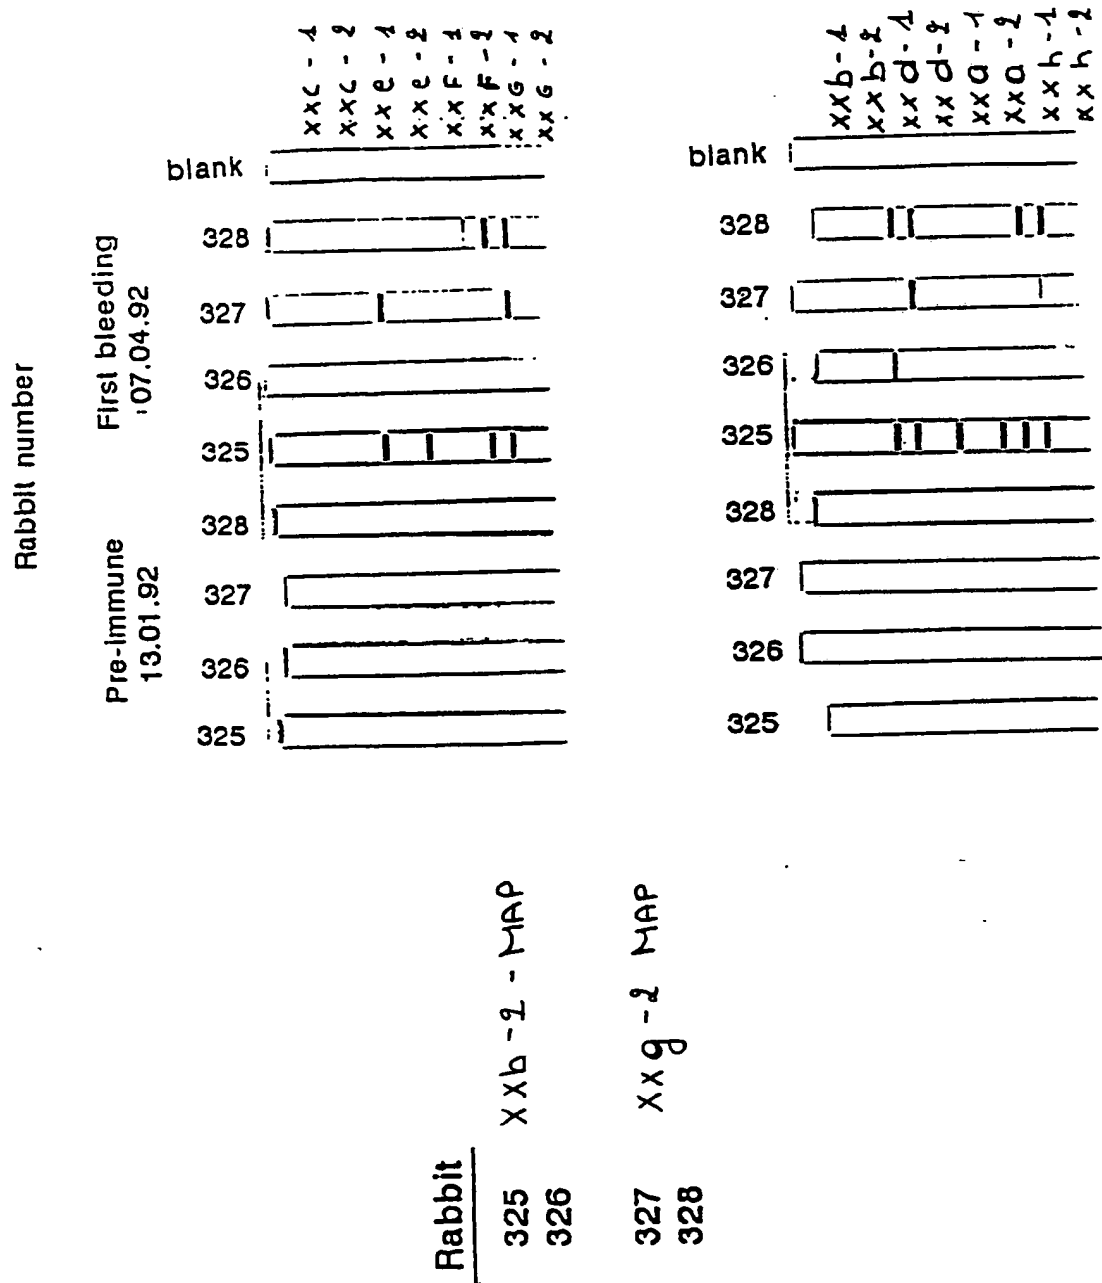 xxc - 1
xxc - 2
xxe - 1
xxe - 2
xxF - 1
xxF - 2
xxG - 1
xxG - 2
blank
328
327
326
325
328
327
326
325
First bleeding
07.04.92
Pre-immune
13.01.92
Rabbit number
xxb - 1
xxb - 2
xxd - 1
xxd - 2
xxa - 1
xxa - 2
xxh - 1
xxh - 2
blank
328
327
326
325
328
327
326
325
Rabbit
325 xxb - 2 - MAP
326
327 xxg - 2 MAP
328